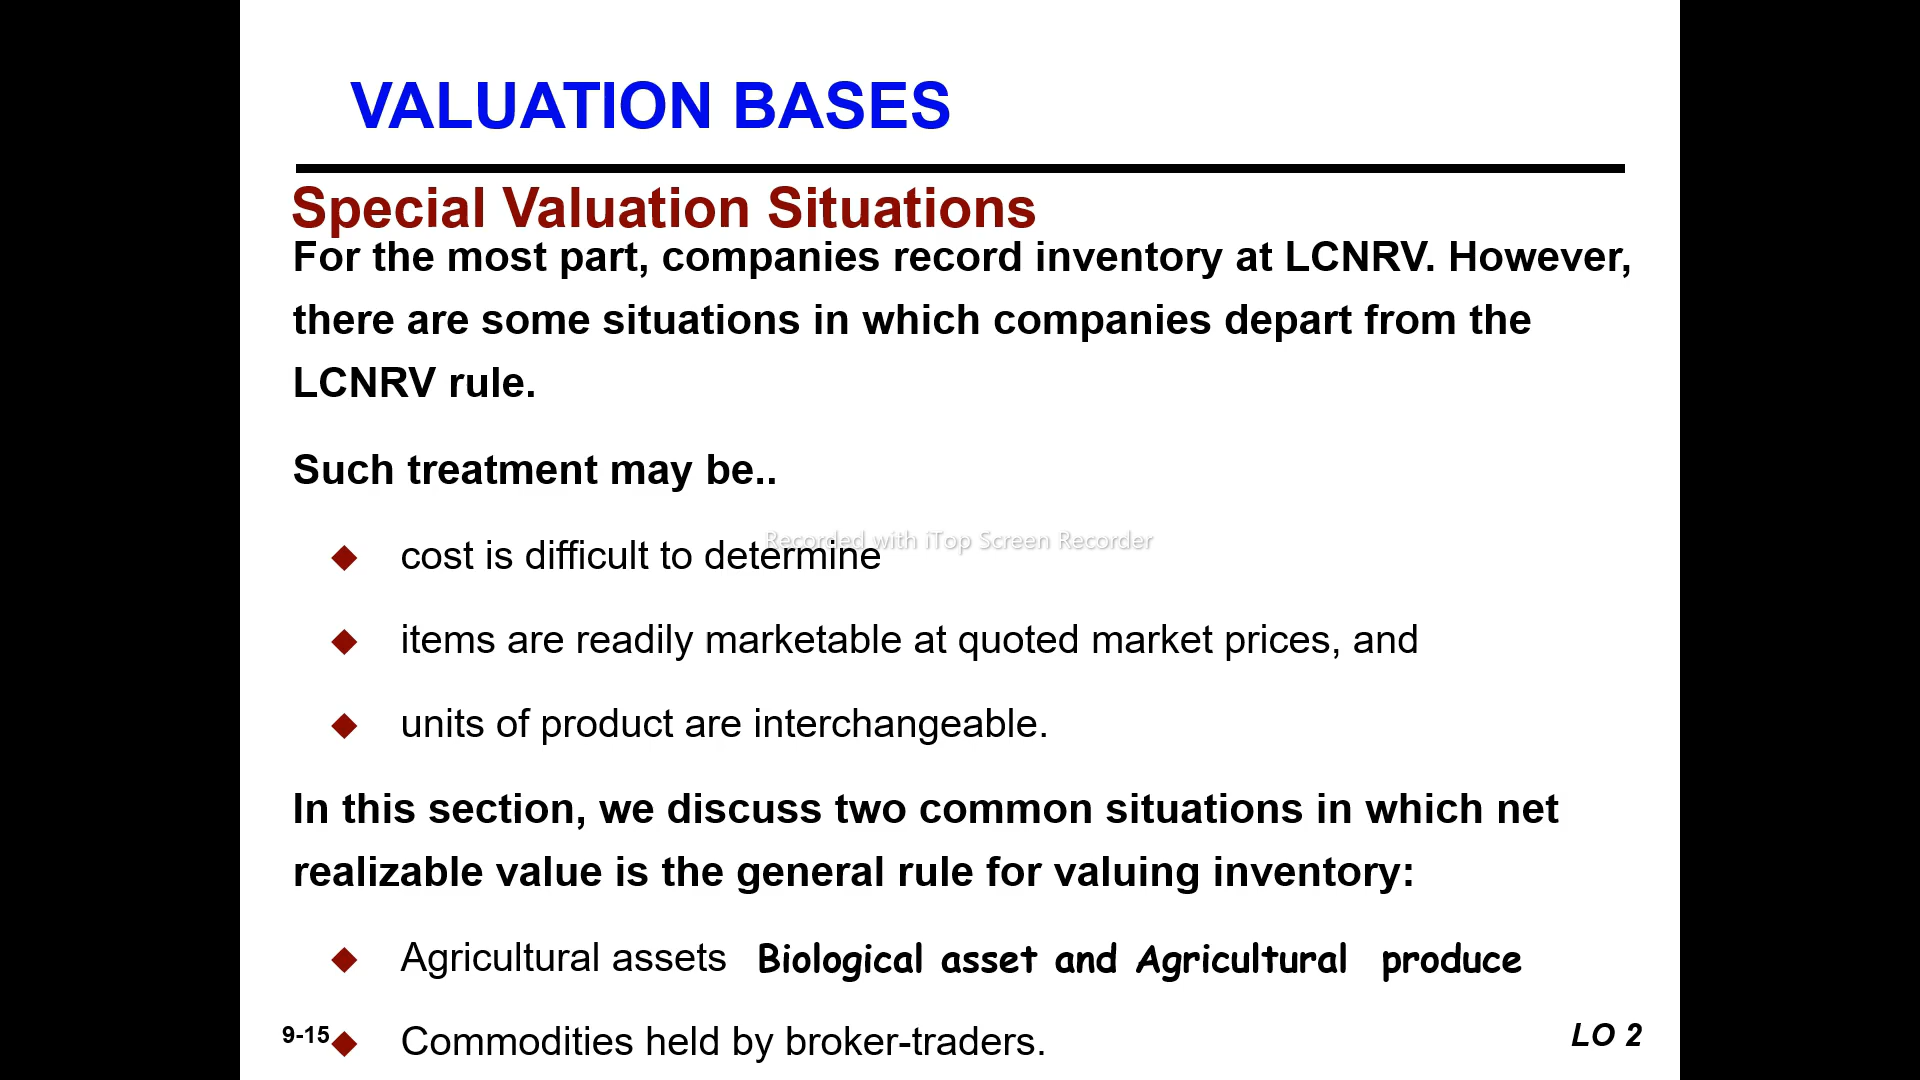 VALUATION BASES
Special Valuation Situations
For the most part, companies record inventory at LCNRV. However,
there are some situations in which companies depart from the
LCNRV rule.
Such treatment may be..
Recorded with iTop Screen Recorder
◆ cost is difficult to determine
◆ items are readily marketable at quoted market prices, and
◆ units of product are interchangeable.
In this section, we discuss two common situations in which net
realizable value is the general rule for valuing inventory:
◆ Agricultural assets Biological asset and Agricultural produce
◆ Commodities held by broker-traders.
9-15
LO 2